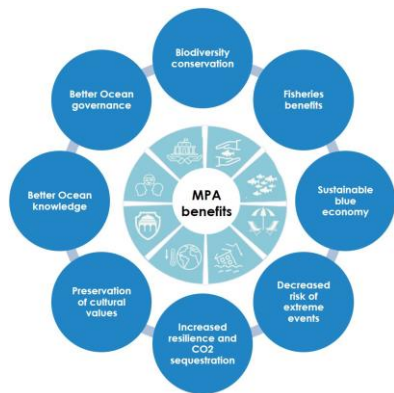 Biodiversity
conservation
Fisheries
benefits
Sustainable
blue
economy
Decreased
risk of
extreme
events
Increased
resilience and
CO2
sequestration
Preservation
of cultural
values
Better Ocean
knowledge
Better Ocean
governance
MPA
benefits